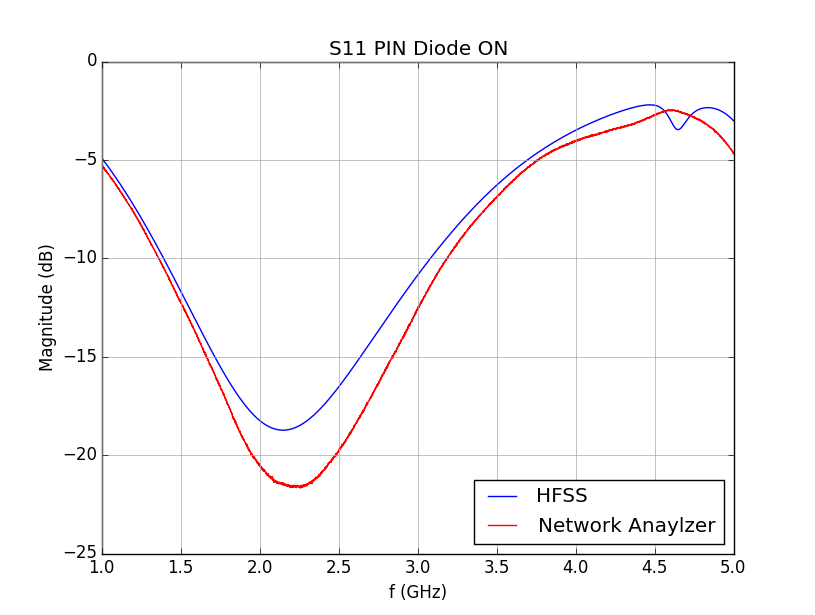 S11 PIN Diode ON
0
−5
−10
−15
−20
−25
Magnitude (dB)
HFSS
Network Anaylzer
1.0 1.5 2.0 2.5 3.0 3.5 4.0 4.5 5.0
f (GHz)